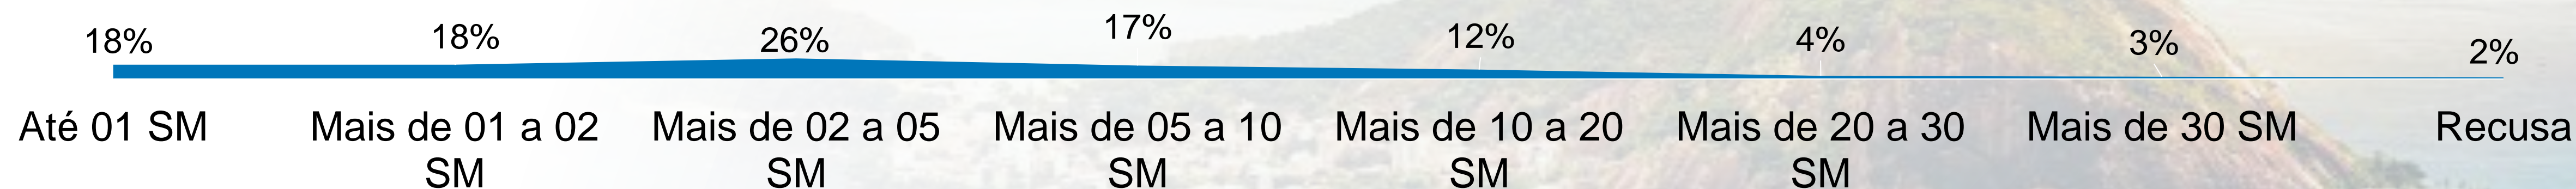 18% 18% 26% 17% 12% 4% 3% 2%
Até 01 SM Mais de 01 a 02 Mais de 02 a 05 Mais de 05 a 10 Mais de 10 a 20 Mais de 20 a 30 Mais de 30 SM Recusa
SM SM SM SM SM